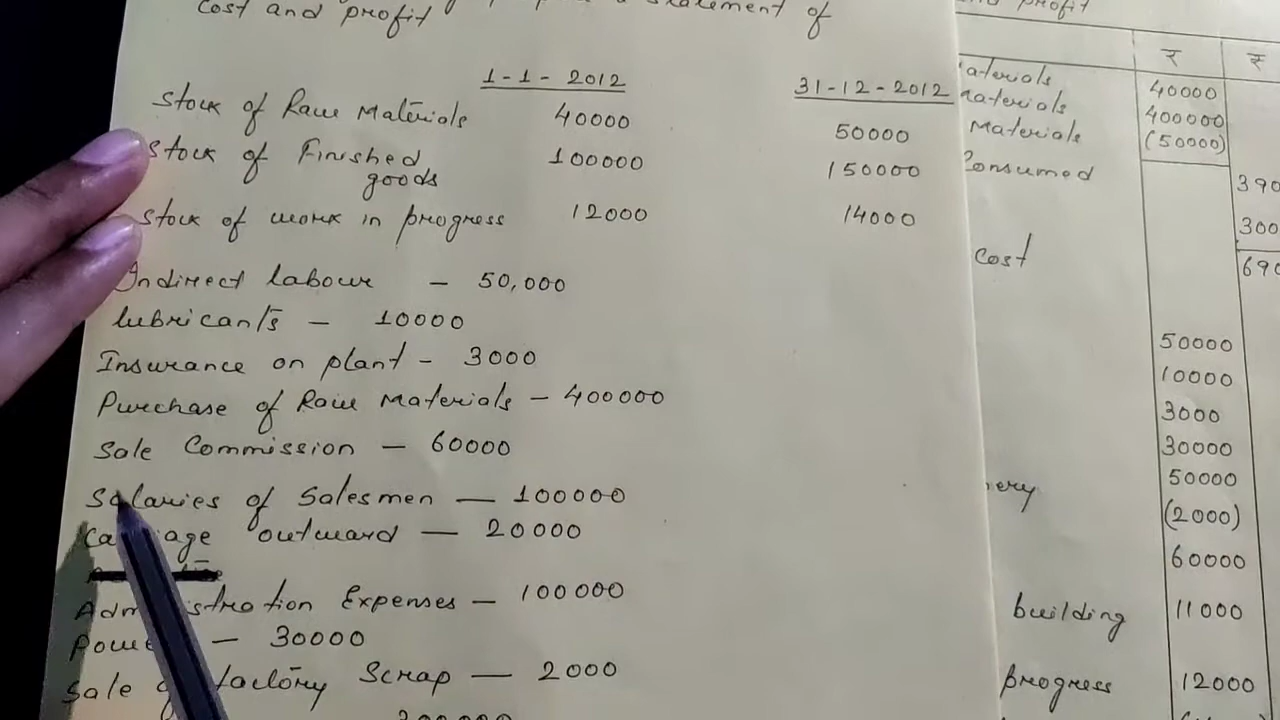 cost and profit statement of
1-1-2012 31-12-2012
Stock of Raw Materials 40000 50000
Stock of Finished goods 100000 150000
Stock of work in progress 12000 14000
Indirect labour - 50,000
lubricants - 10000
Insurance on plant - 3000
Purchase of Raw Materials - 400000
Sale Commission - 60000
Salaries of Salesmen - 100000
outward - 20000
Expenses - 100000
- 30000
Sale factory Scrap - 2000
profit
₹ ₹
aterials 40000
materials 400000
Materials (50000)
Consumed 390
300
cost 690
50000
10000
3000
30000
ery 50000
(2000)
60000
building 11000
progress 12000